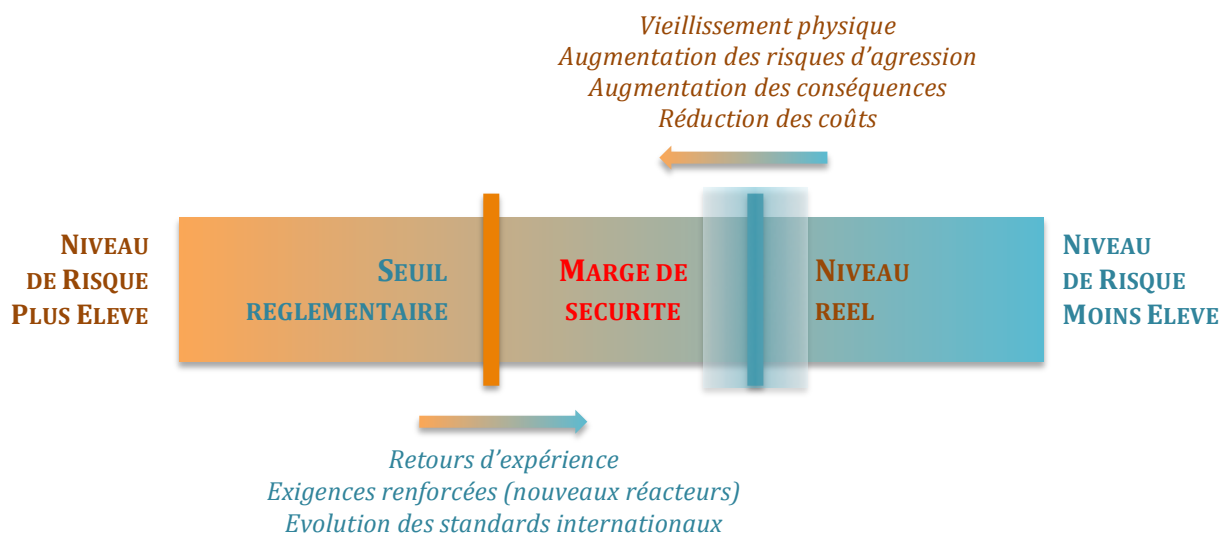 Vieillissement physique
Augmentation des risques d’agression
Augmentation des conséquences
Réduction des coûts
NIVEAU
DE RISQUE
PLUS ELEVE
SEUIL
REGLEMENTAIRE
MARGE DE
SECURITE
NIVEAU
REEL
NIVEAU
DE RISQUE
MOINS ELEVE
Retours d’expérience
Exigences renforcées (nouveaux réacteurs)
Evolution des standards internationaux